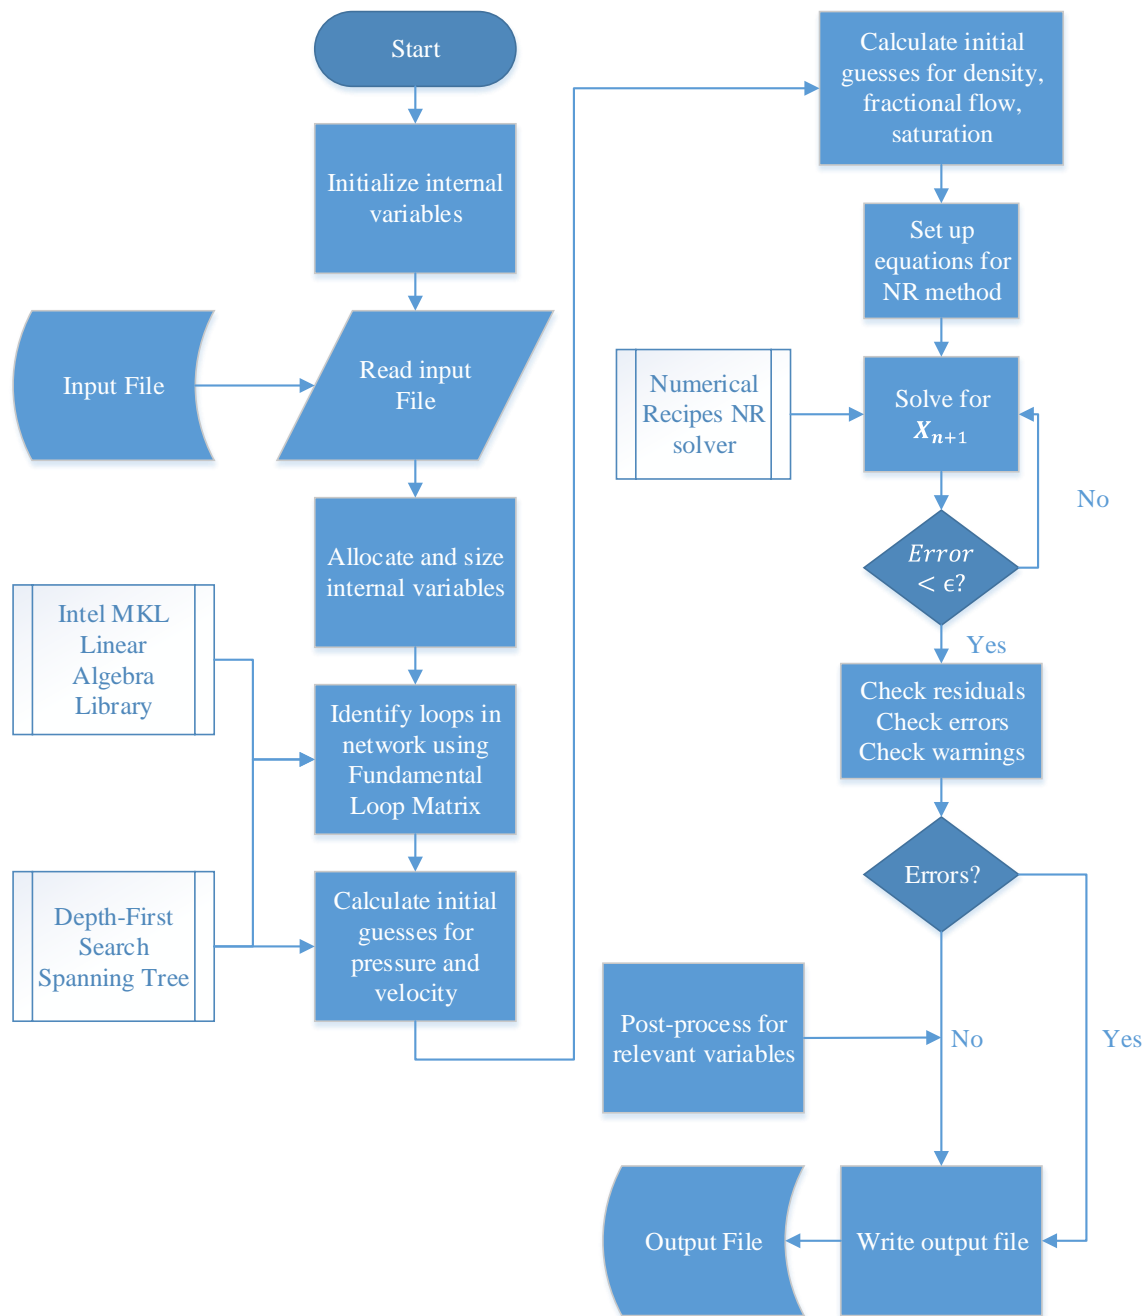 Start
Initialize internal
variables
Input File
Read input
File
Allocate and size
internal variables
Intel MKL
Linear
Algebra
Library
Identify loops in
network using
Fundamental
Loop Matrix
Depth-First
Search
Spanning Tree
Calculate initial
guesses for
pressure and
velocity
Calculate initial
guesses for density,
fractional flow,
saturation
Set up
equations for
NR method
Numerical
Recipes NR
solver
Solve for
Xₙ₊₁
No
Error
< ϵ?
Yes
Check residuals
Check errors
Check warnings
Errors?
Post-process for
relevant variables
No
Yes
Output File
Write output file